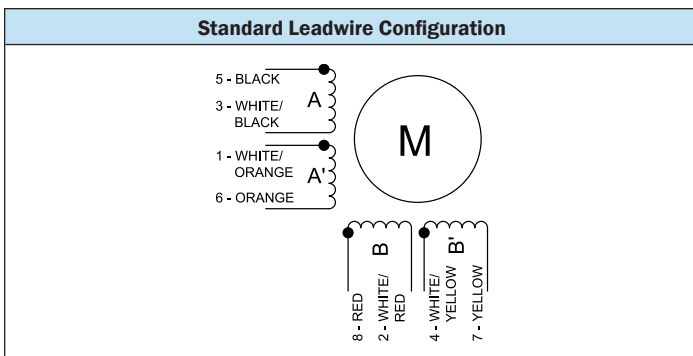 Standard Leadwire Configuration
5 - BLACK
3 - WHITE/
BLACK
A
1 - WHITE/
ORANGE
A'
6 - ORANGE
M
B
B'
8 - RED
2 - WHITE/
RED
4 - WHITE/
YELLOW
7 - YELLOW